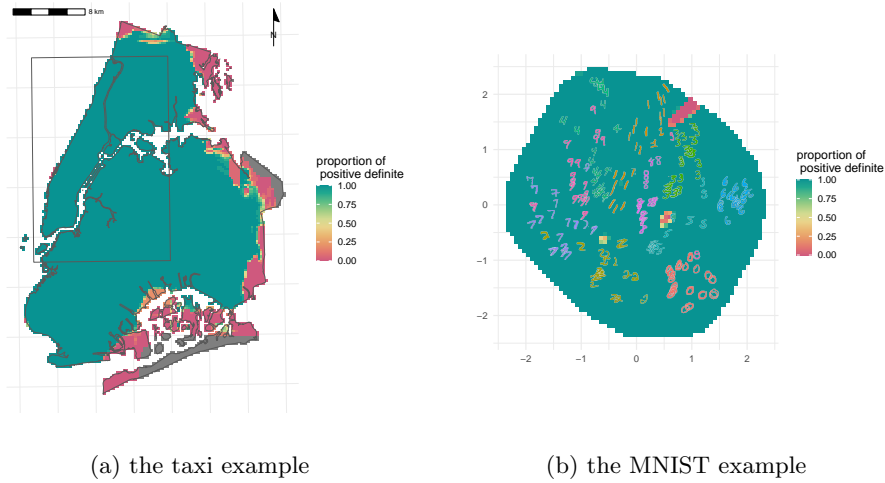 8 km
N
proportion of
positive definite
1.00
0.75
0.50
0.25
0.00
2
1
0
−1
−2
−2
−1
0
1
2
proportion of
positive definite
1.00
0.75
0.50
0.25
0.00
(a) the taxi example
(b) the MNIST example